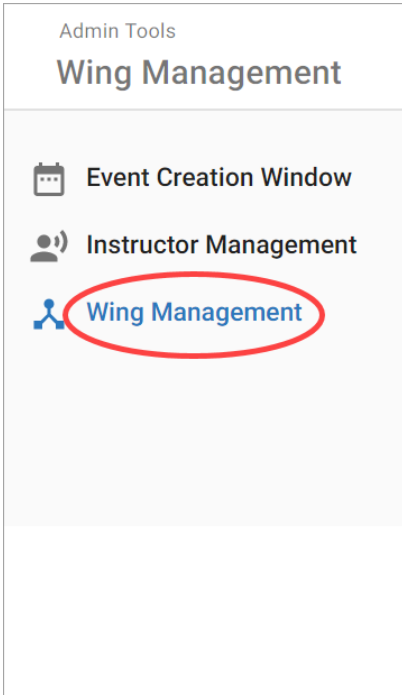 Admin Tools
Wing Management
Event Creation Window
Instructor Management
Wing Management